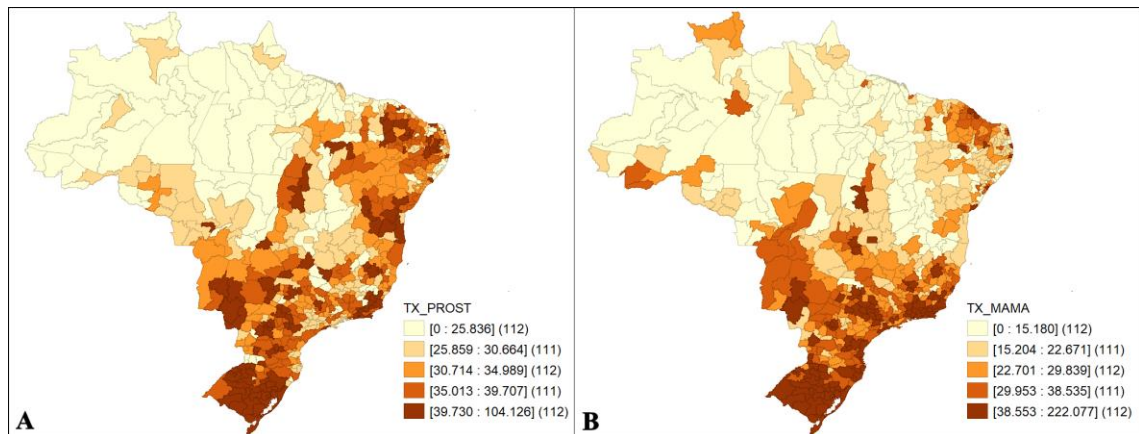 TX_PROST
[0 : 25.836] (112)
[25.859 : 30.664] (111)
[30.714 : 34.989] (112)
[35.013 : 39.707] (111)
[39.730 : 104.126] (112)
A
TX_MAMA
[0 : 15.180] (112)
[15.204 : 22.671] (111)
[22.701 : 29.839] (112)
[29.953 : 38.535] (111)
[38.553 : 222.077] (112)
B